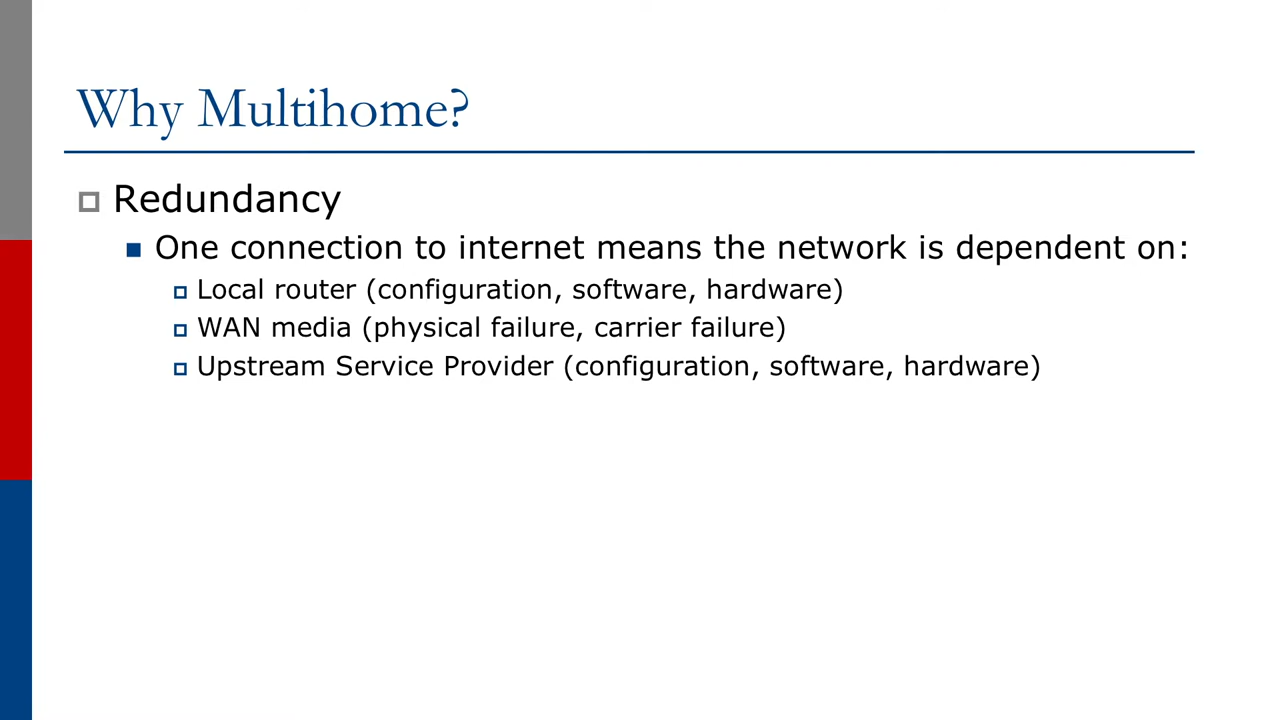 Why Multihome?
Redundancy
One connection to internet means the network is dependent on:
Local router (configuration, software, hardware)
WAN media (physical failure, carrier failure)
Upstream Service Provider (configuration, software, hardware)